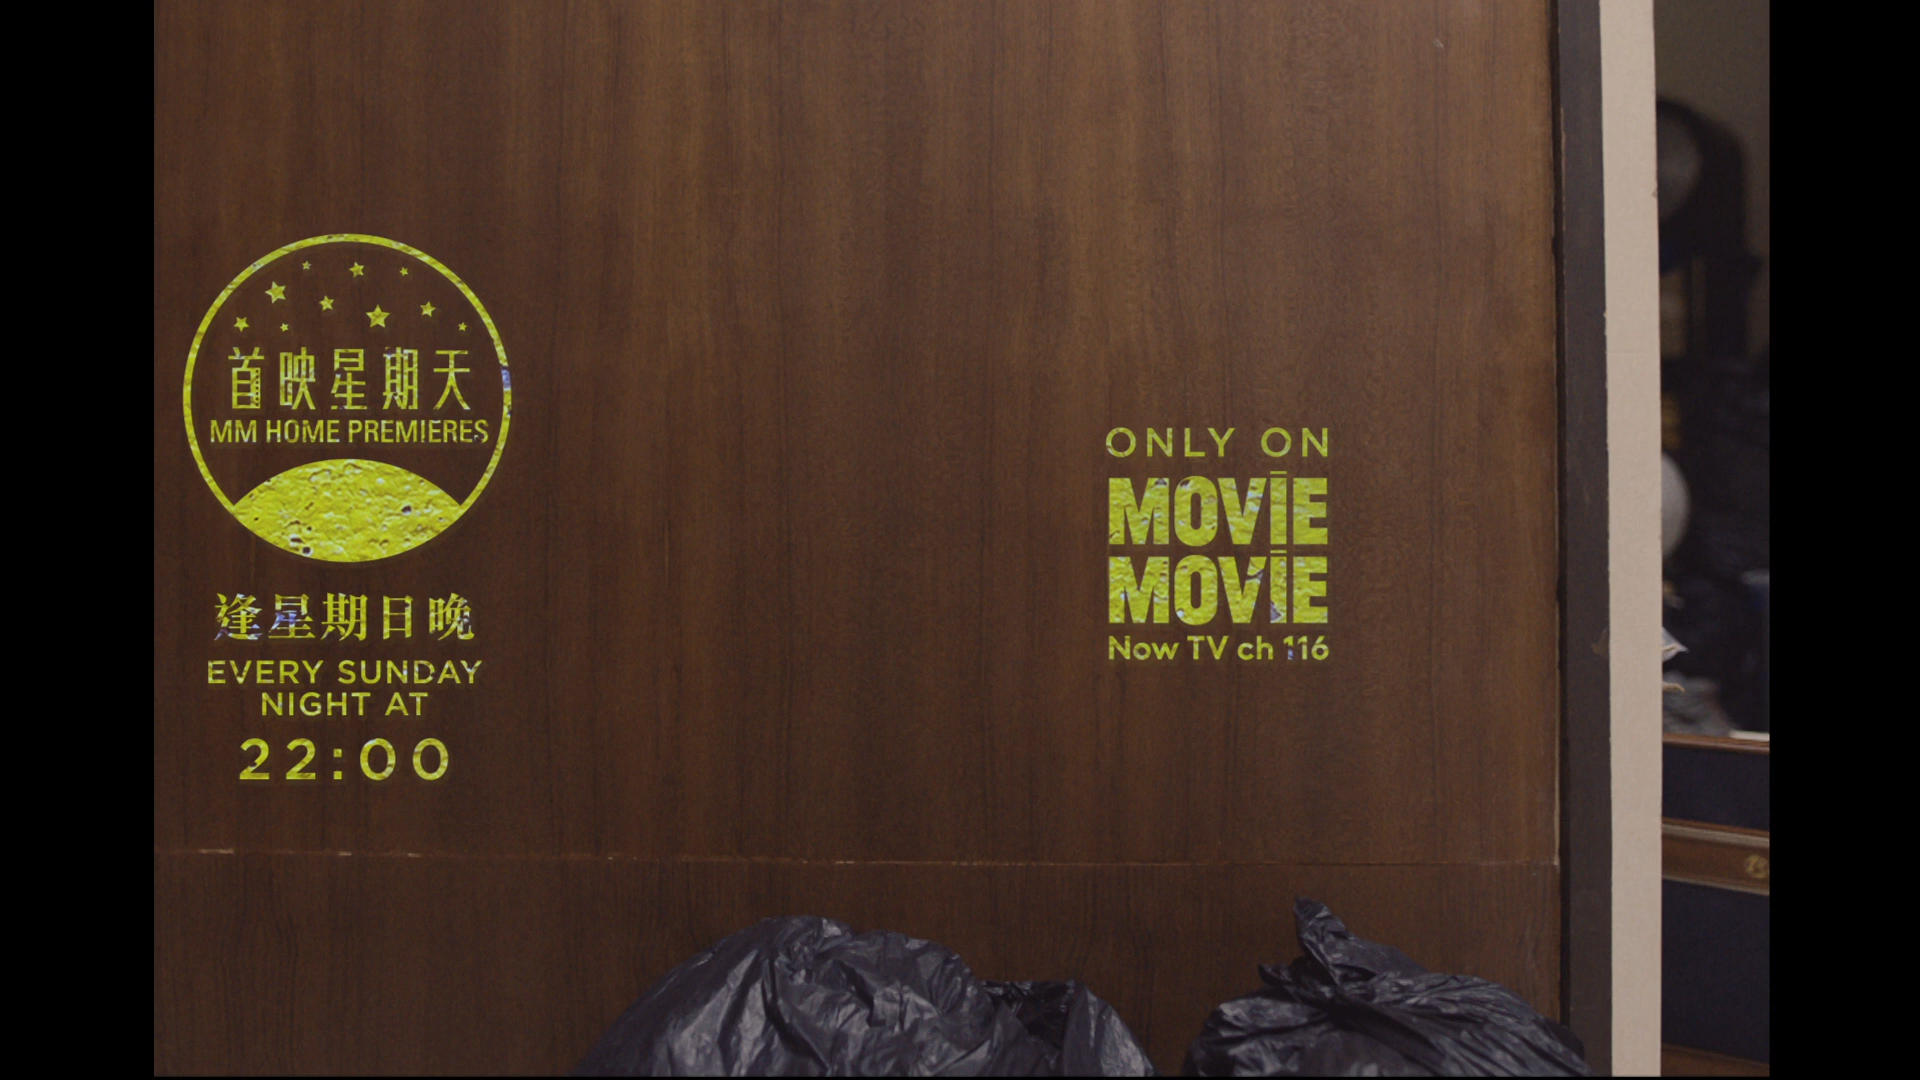 首映星期天
MM HOME PREMIERES
逢星期日晚
EVERY SUNDAY
NIGHT AT
22:00
ONLY ON
MOVIE
MOVIE
Now TV ch 116